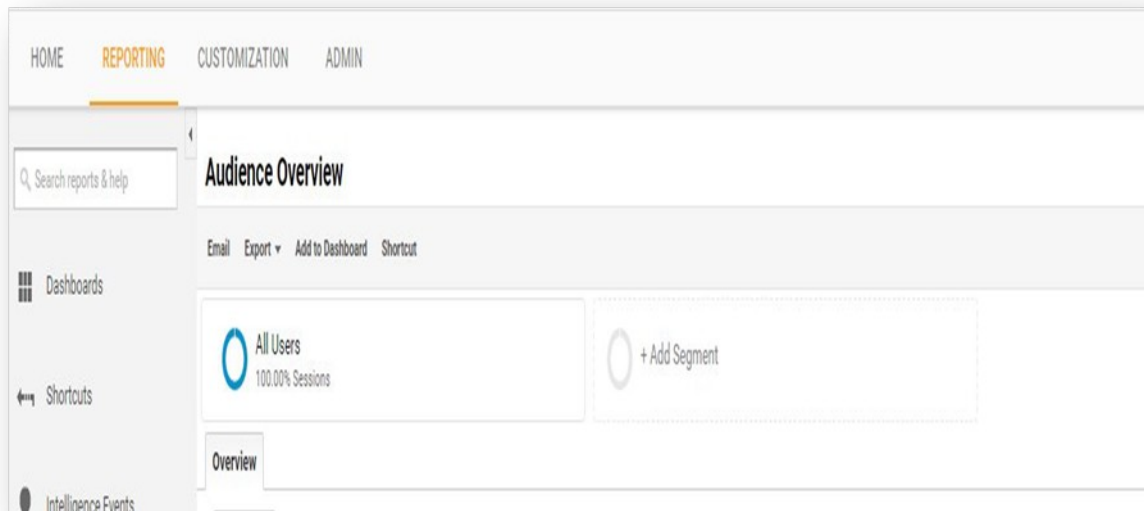 HOME REPORTING CUSTOMIZATION ADMIN
Search reports & help
Dashboards
Shortcuts
Intelligence Events
Audience Overview
Email Export Add to Dashboard Shortcut
All Users
100.00% Sessions
+ Add Segment
Overview